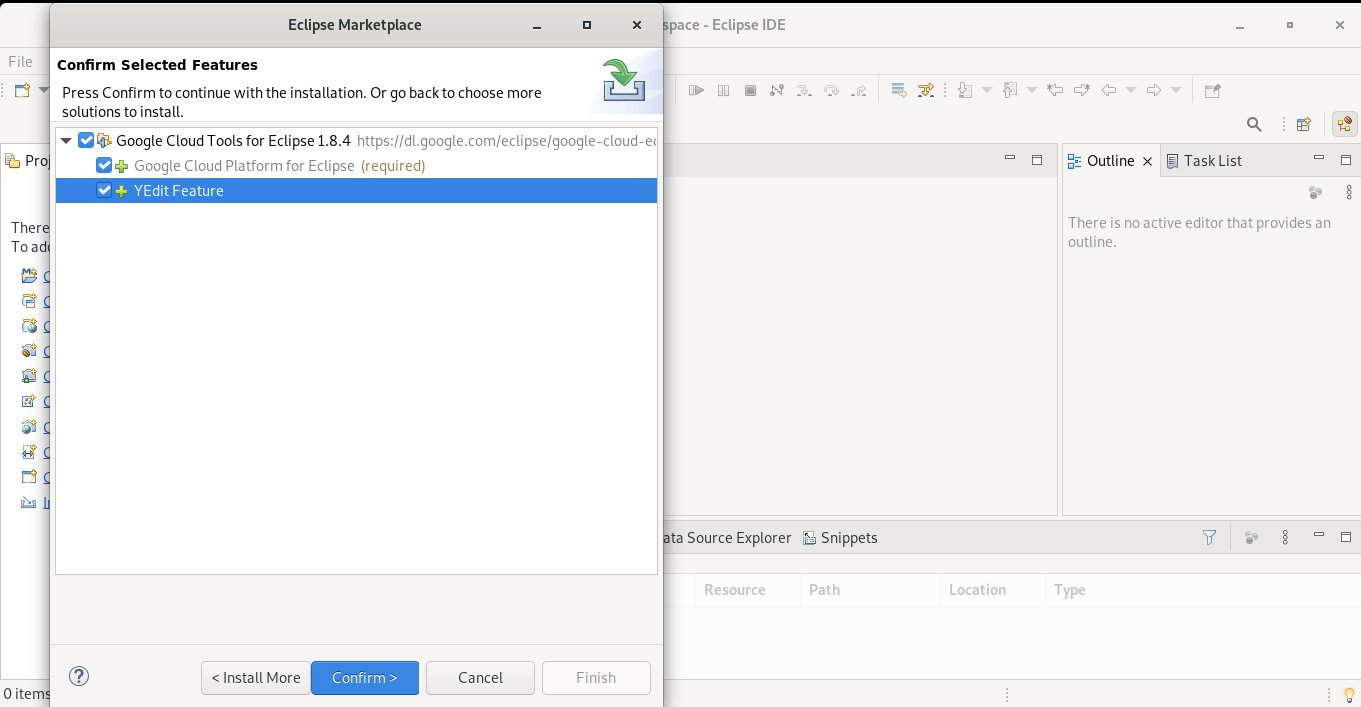 Eclipse Marketplace
space - Eclipse IDE
File
Confirm Selected Features
Press Confirm to continue with the installation. Or go back to choose more
solutions to install.
Google Cloud Tools for Eclipse 1.8.4 https://dl.google.com/eclipse/google-cloud-ec
Google Cloud Platform for Eclipse (required)
YEdit Feature
Proj
There
To add
Outline
Task List
There is no active editor that provides an
outline.
ata Source Explorer
Snippets
Resource
Path
Location
Type
< Install More
Confirm >
Cancel
Finish
0 items